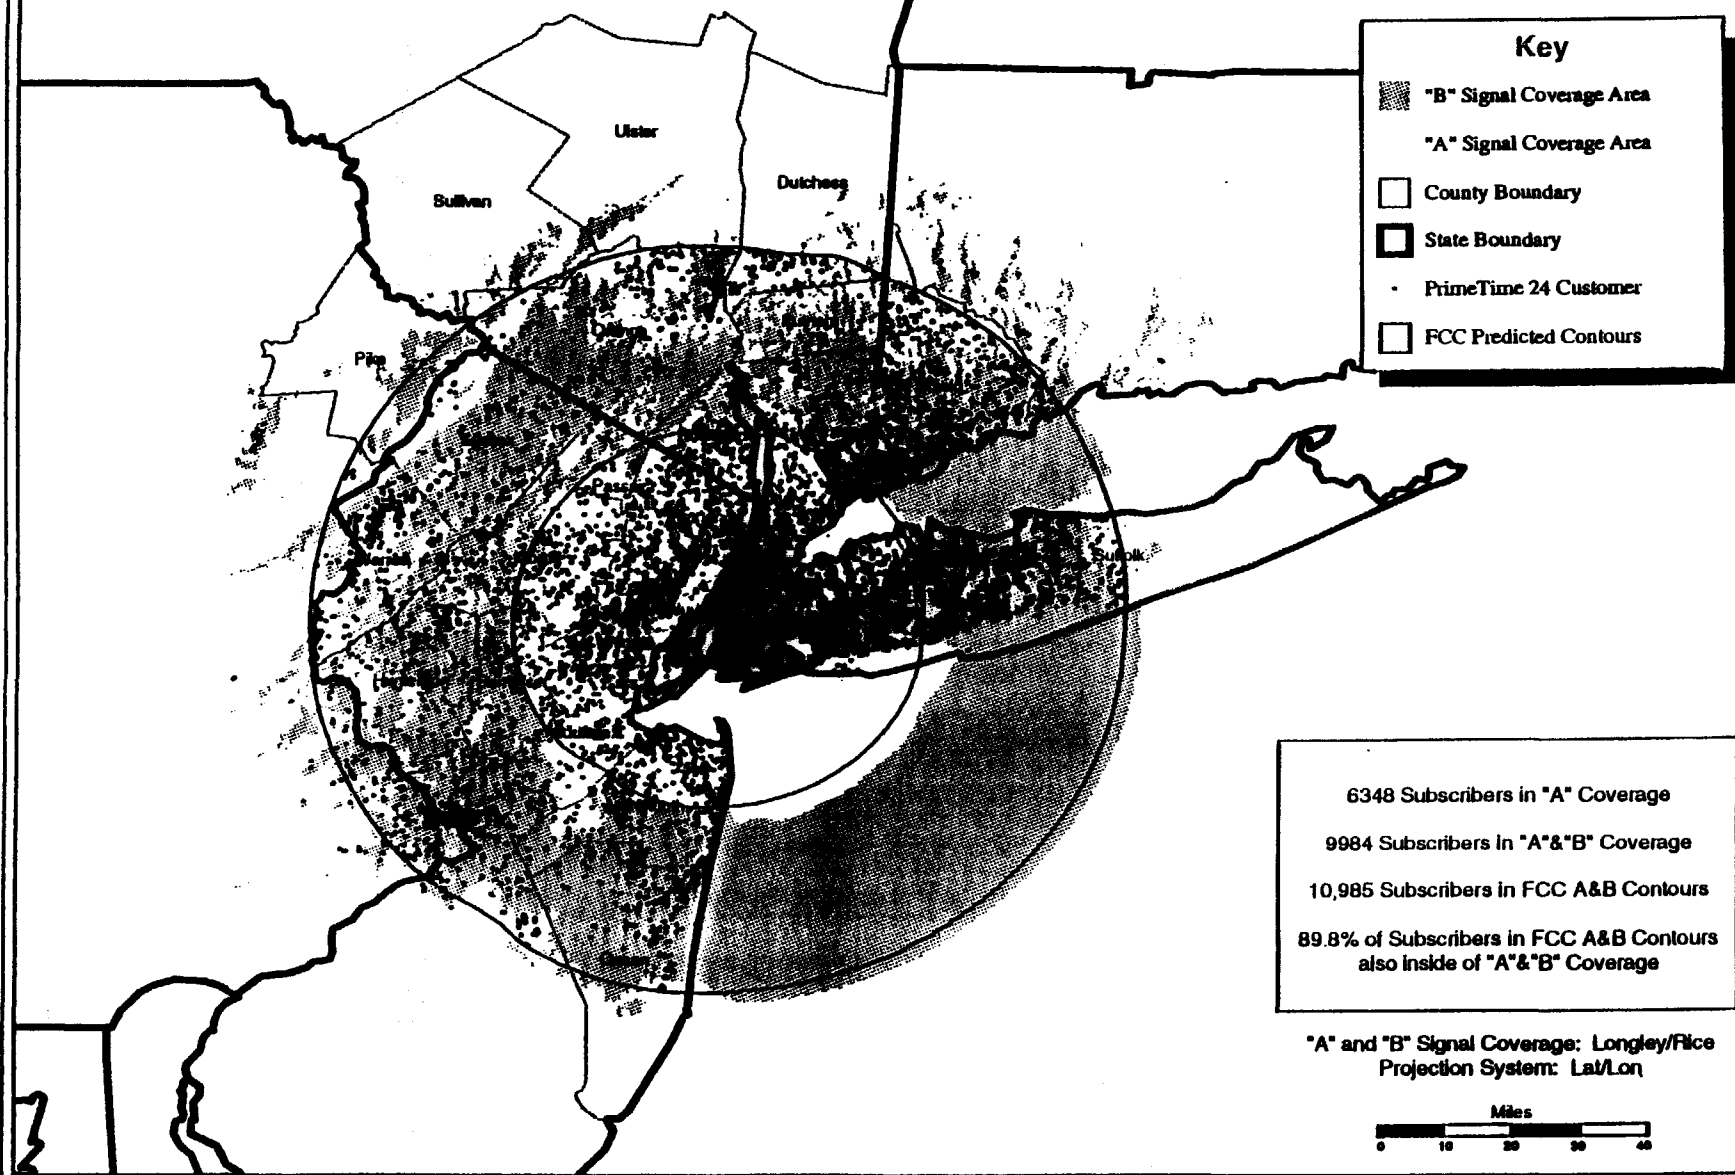 Key
"B" Signal Coverage Area
"A" Signal Coverage Area
County Boundary
State Boundary
PrimeTime 24 Customer
FCC Predicted Contours
Ulster
Dutchess
Sullivan
Orange
Pike
Passaic
Suffolk
Ocean
6348 Subscribers in "A" Coverage
9984 Subscribers in "A"&"B" Coverage
10,985 Subscribers in FCC A&B Contours
89.8% of Subscribers in FCC A&B Contours
also inside of "A"&"B" Coverage
"A" and "B" Signal Coverage: Longley/Rice
Projection System: Lat/Lon
Miles
0 10 20 30 40